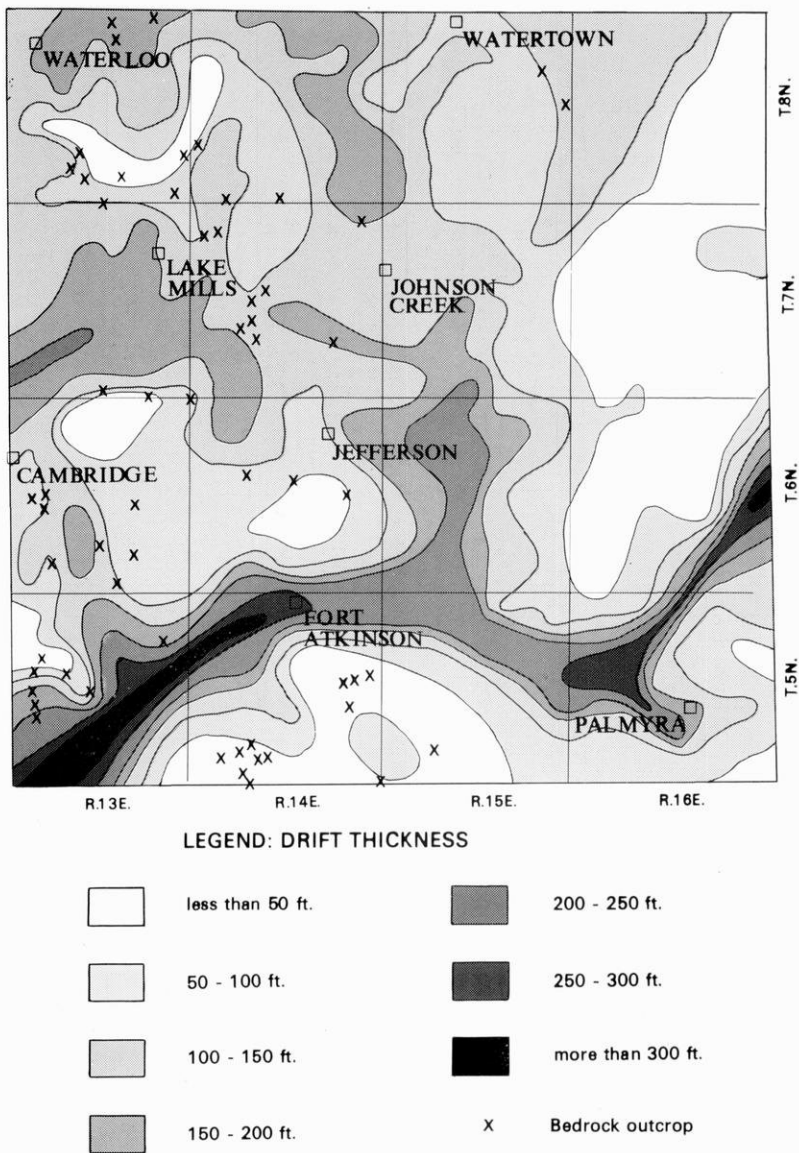 WATERLOO
WATERTOWN
T.8N.
LAKE
MILLS
JOHNSON
CREEK
T.7N.
CAMBRIDGE
JEFFERSON
T.6N.
FORT
ATKINSON
PALMYRA
T.5N.
R.13E.
R.14E.
R.15E.
R.16E.
LEGEND: DRIFT THICKNESS
less than 50 ft.
50 - 100 ft.
100 - 150 ft.
150 - 200 ft.
200 - 250 ft.
250 - 300 ft.
more than 300 ft.
X Bedrock outcrop